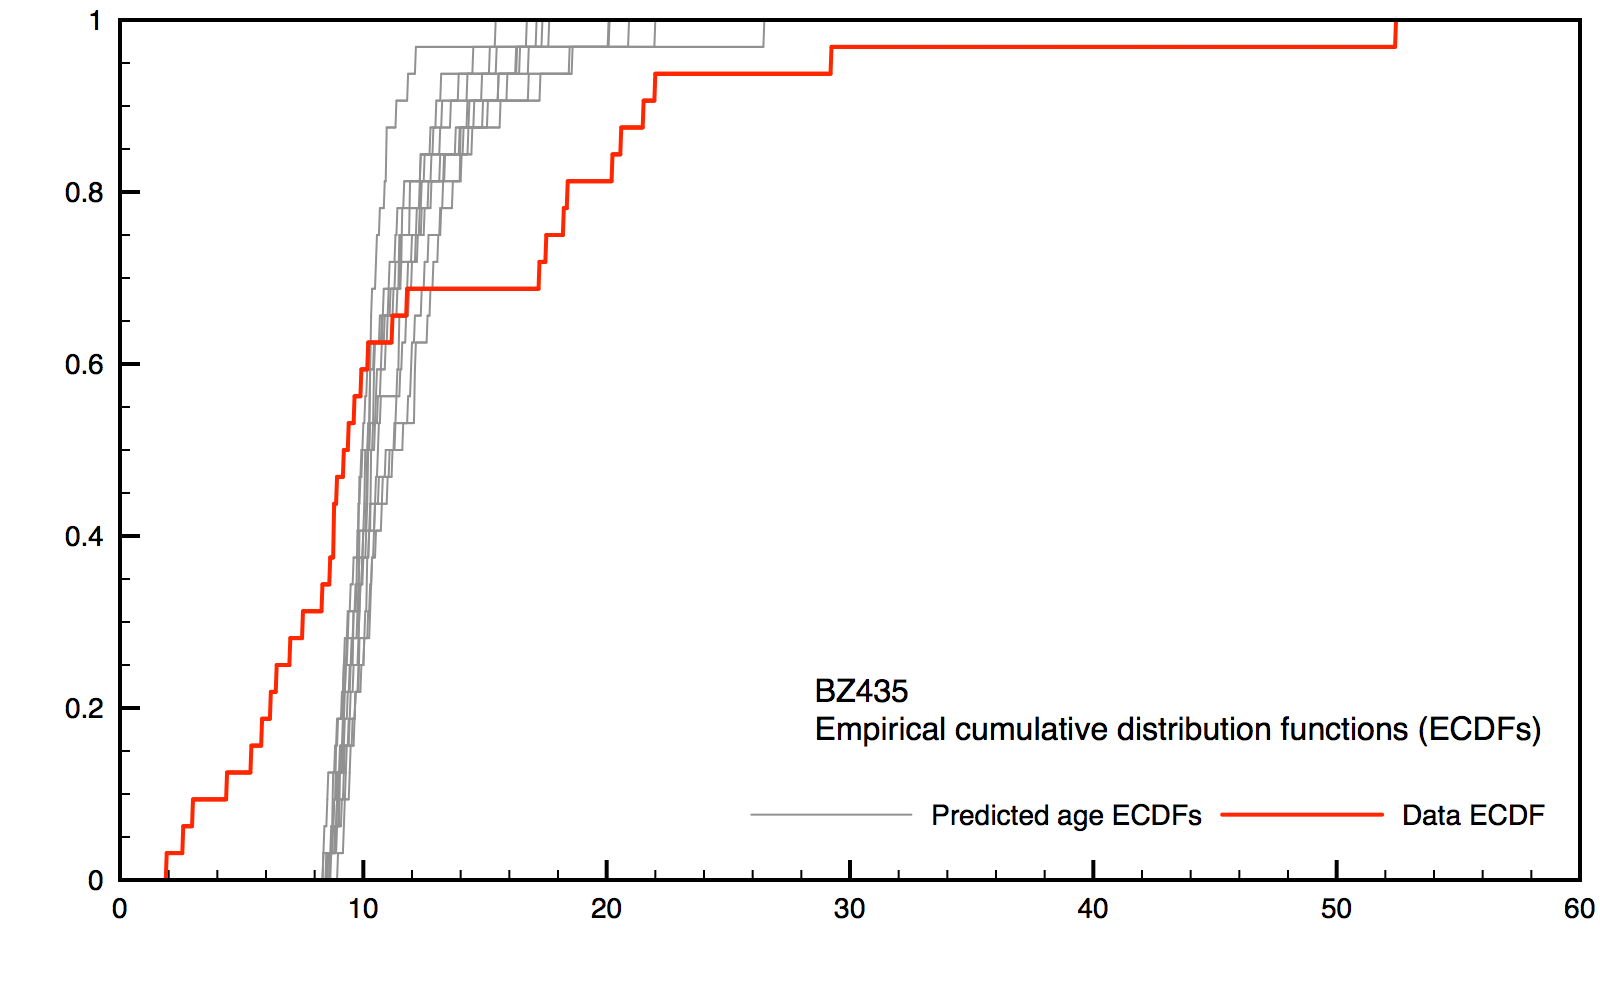 1
0.8
0.6
0.4
0.2
0
BZ435
Empirical cumulative distribution functions (ECDFs)
Predicted age ECDFs Data ECDF
0 10 20 30 40 50 60